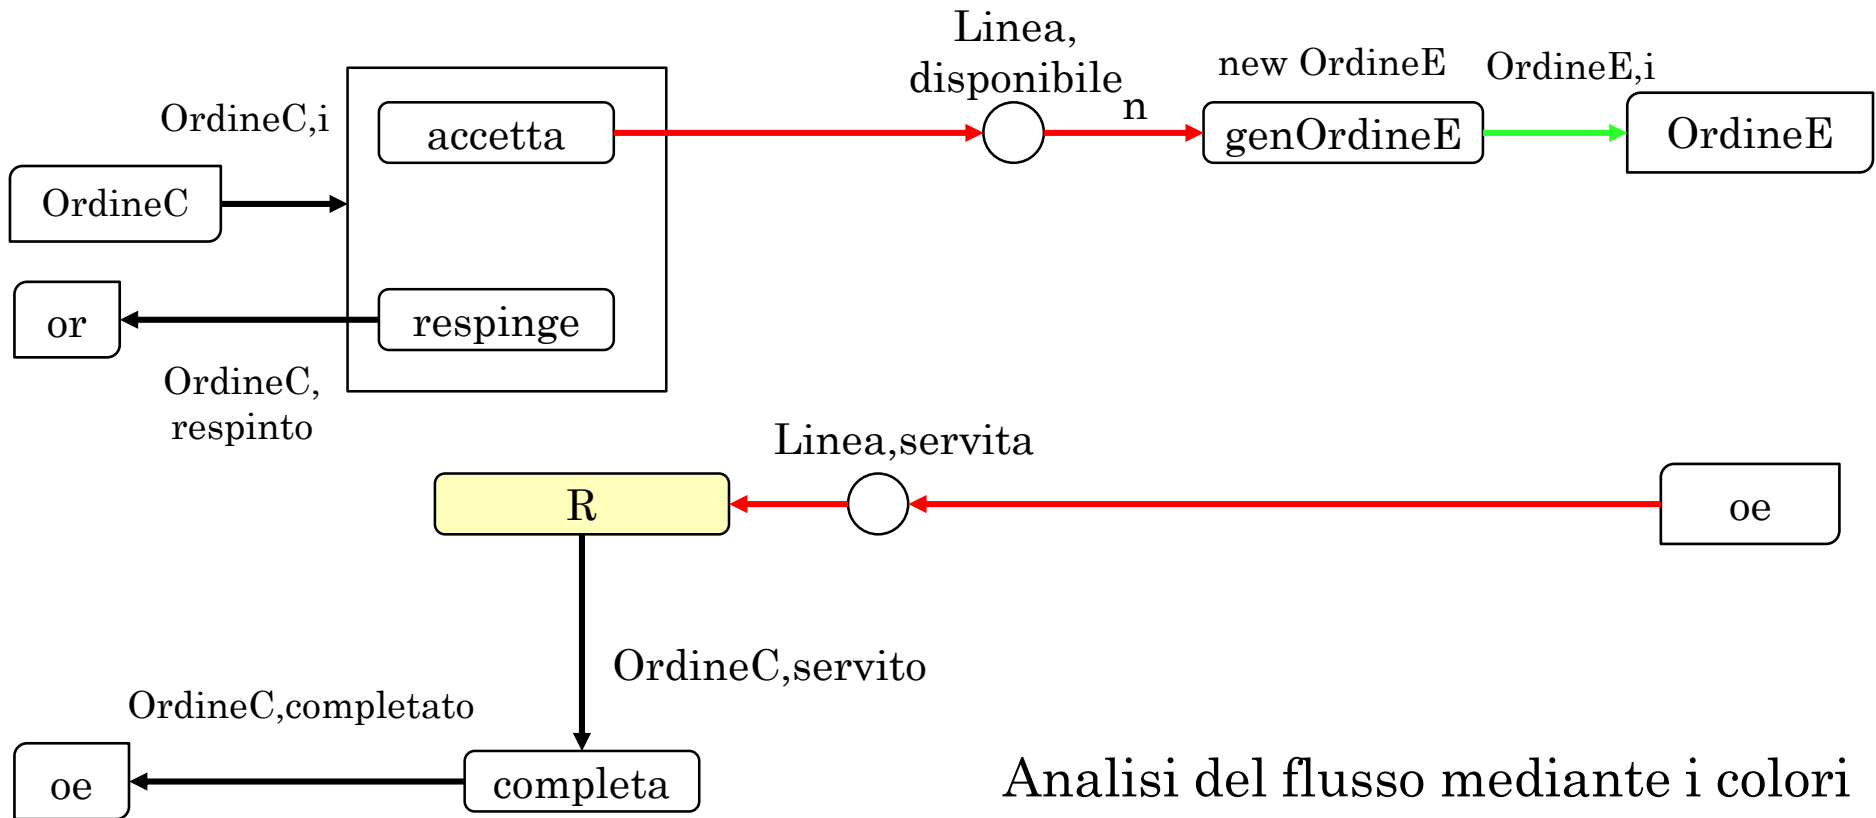 Linea,
disponibile
n
new OrdineE
OrdineE,i
OrdineC,i
accetta
genOrdineE
OrdineE
OrdineC
or
respinge
OrdineC,
respinto
Linea,servita
R
oe
OrdineC,servito
OrdineC,completato
oe
completa
Analisi del flusso mediante i colori